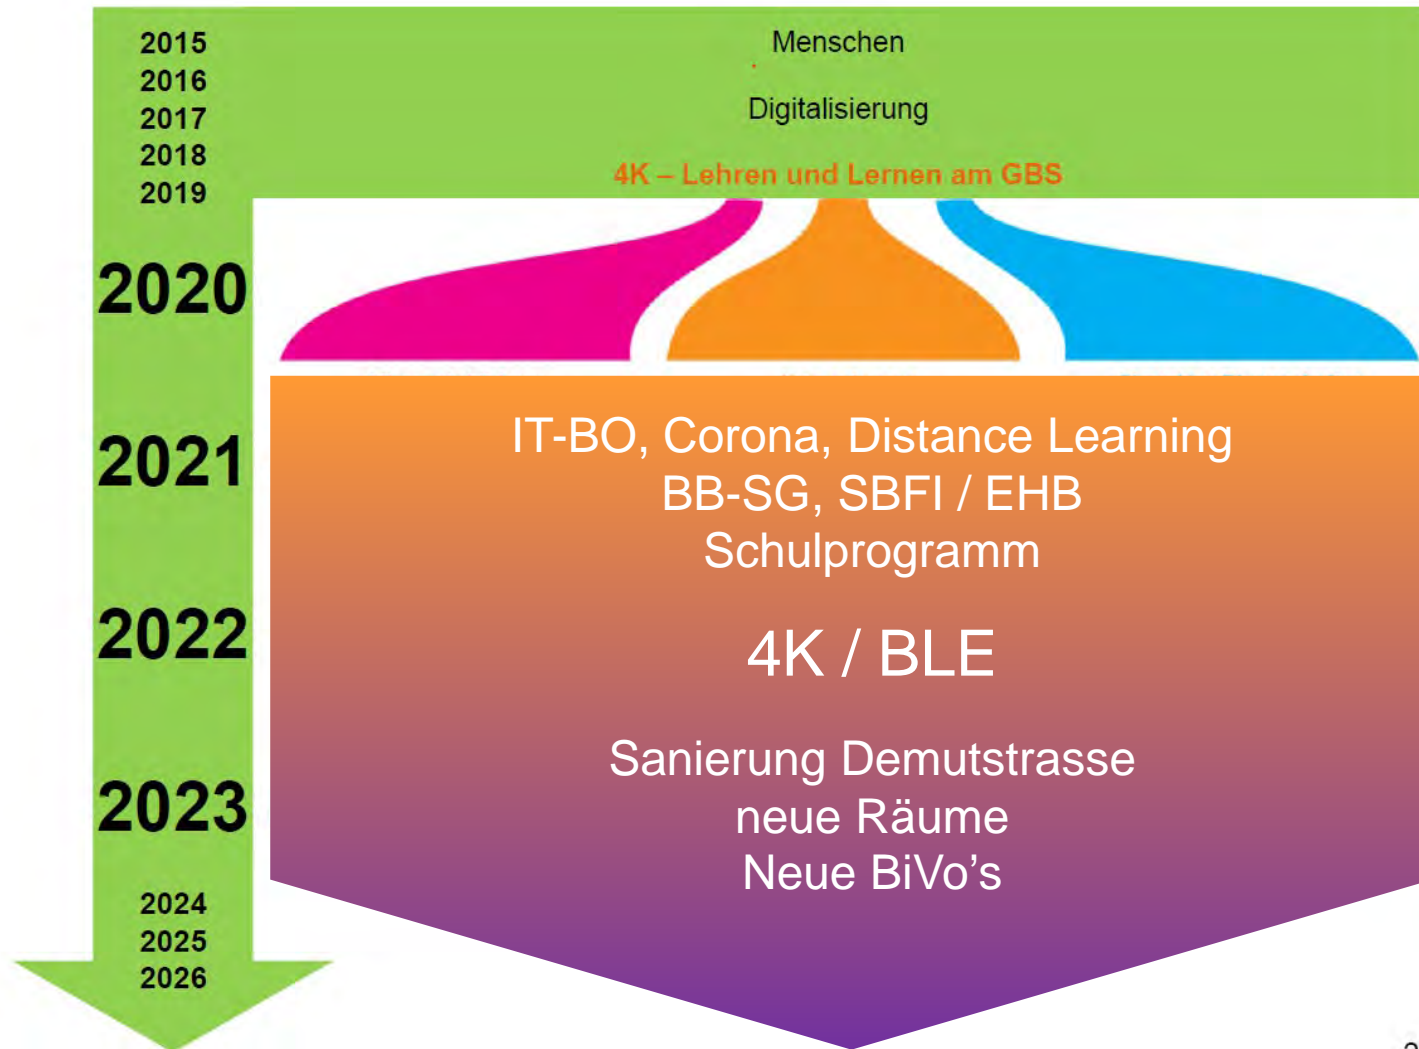 2015
2016
2017
2018
2019
2020
2021
2022
2023
2024
2025
2026
Menschen
Digitalisierung
4K – Lehren und Lernen am GBS
IT-BO, Corona, Distance Learning
BB-SG, SBFI / EHB
Schulprogramm
4K / BLE
Sanierung Demutstrasse
neue Räume
Neue BiVo’s